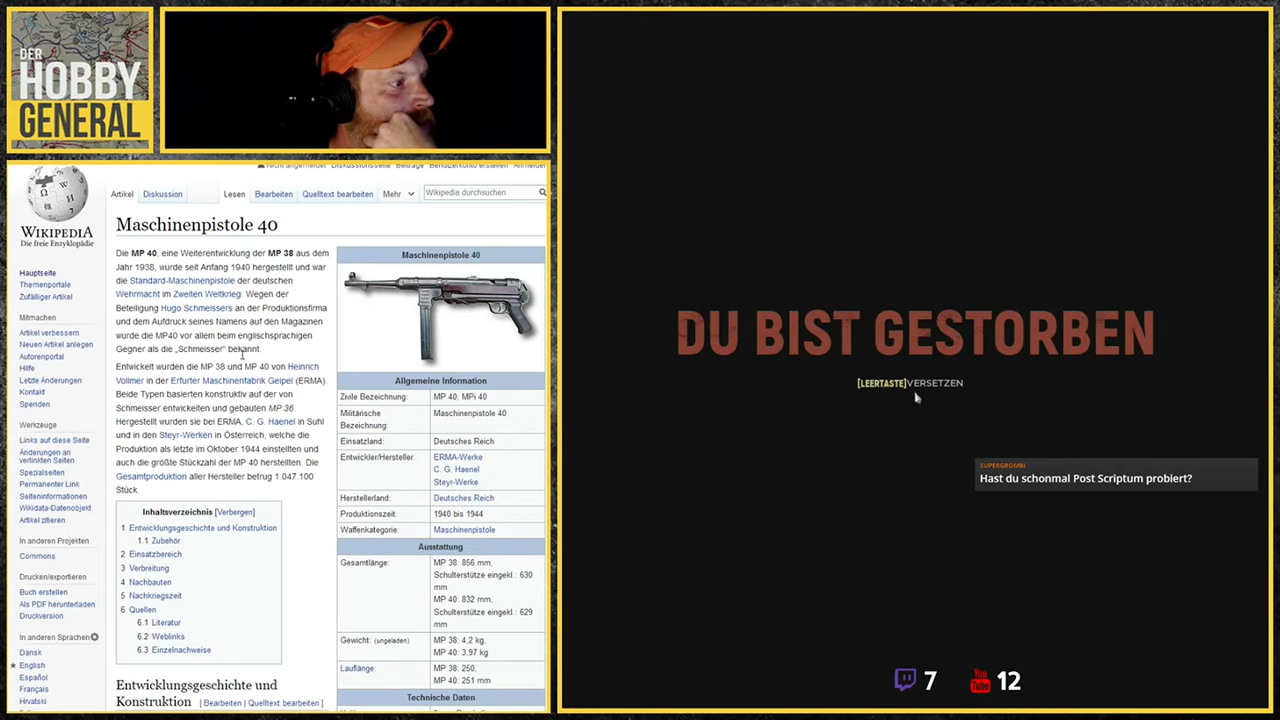 DER
HOBBY
GENERAL
Artikel
Diskussion
Lesen
Bearbeiten
Quelltext bearbeiten
Mehr
Wikipedia durchsuchen
WIKIPEDIA
Die freie Enzyklopädie
Hauptseite
Themenportale
Zufälliger Artikel
Mitmachen
Artikel verbessern
Neuen Artikel anlegen
Autorenportal
Hilfe
Letzte Änderungen
Kontakt
Spenden
Werkzeuge
Links auf diese Seite
Änderungen an
verlinkten Seiten
Spezialseiten
Permanenter Link
Seiteninformationen
Wikidata-Datenobjekt
Artikel zitieren
In anderen Projekten
Commons
Drucken/exportieren
Buch erstellen
Als PDF herunterladen
Druckversion
In anderen Sprachen
Dansk
English
Español
Français
Hrvatski
Maschinenpistole 40
Die MP 40, eine Weiterentwicklung der MP 38 aus dem
Jahr 1938, wurde seit Anfang 1940 hergestellt und war
die Standard-Maschinenpistole der deutschen
Wehrmacht im Zweiten Weltkrieg. Wegen der
Beteiligung Hugo Schmeissers an der Produktionsfirma
und dem Aufdruck seines Namens auf den Magazinen
wurde die MP40 vor allem beim englischsprachigen
Gegner als die „Schmeisser“ bekannt.
Entwickelt wurden die MP 38 und MP 40 von Heinrich
Vollmer in der Erfurter Maschinenfabrik Geipel (ERMA).
Beide Typen basierten konstruktiv auf der von
Schmeisser entwickelten und gebauten MP 36.
Hergestellt wurden sie bei ERMA, C. G. Haenel in Suhl
und in den Steyr-Werken in Österreich, welche die
Produktion als letzte im Oktober 1944 einstellten und
auch die größte Stückzahl der MP 40 herstellten. Die
Gesamtproduktion aller Hersteller betrug 1.047.100
Stück.
Inhaltsverzeichnis [Verbergen]
1 Entwicklungsgeschichte und Konstruktion
1.1 Zubehör
2 Einsatzbereich
3 Verbreitung
4 Nachbauten
5 Nachkriegszeit
6 Quellen
6.1 Literatur
6.2 Weblinks
6.3 Einzelnachweise
Entwicklungsgeschichte und
Konstruktion [ Bearbeiten | Quelltext bearbeiten ]
Maschinenpistole 40
Allgemeine Information
Zivile Bezeichnung: MP 40; MPi 40
Militärische Maschinenpistole 40
Bezeichnung:
Einsatzland: Deutsches Reich
Entwickler/Hersteller: ERMA-Werke
C. G. Haenel
Steyr-Werke
Herstellerland: Deutsches Reich
Produktionszeit: 1940 bis 1944
Waffenkategorie: Maschinenpistole
Ausstattung
Gesamtlänge: MP 38: 856 mm,
Schulterstütze eingekl.: 630
mm
MP 40: 832 mm,
Schulterstütze eingekl.: 629
mm
Gewicht: (ungeladen) MP 38: 4,2 kg,
MP 40: 3,97 kg
Lauflänge: MP 38: 250,
MP 40: 251 mm
Technische Daten
DU BIST GESTORBEN
[LEERTASTE]VERSETZEN
SUPERGROMBI
Hast du schonmal Post Scriptum probiert?
7
You
Tube
12